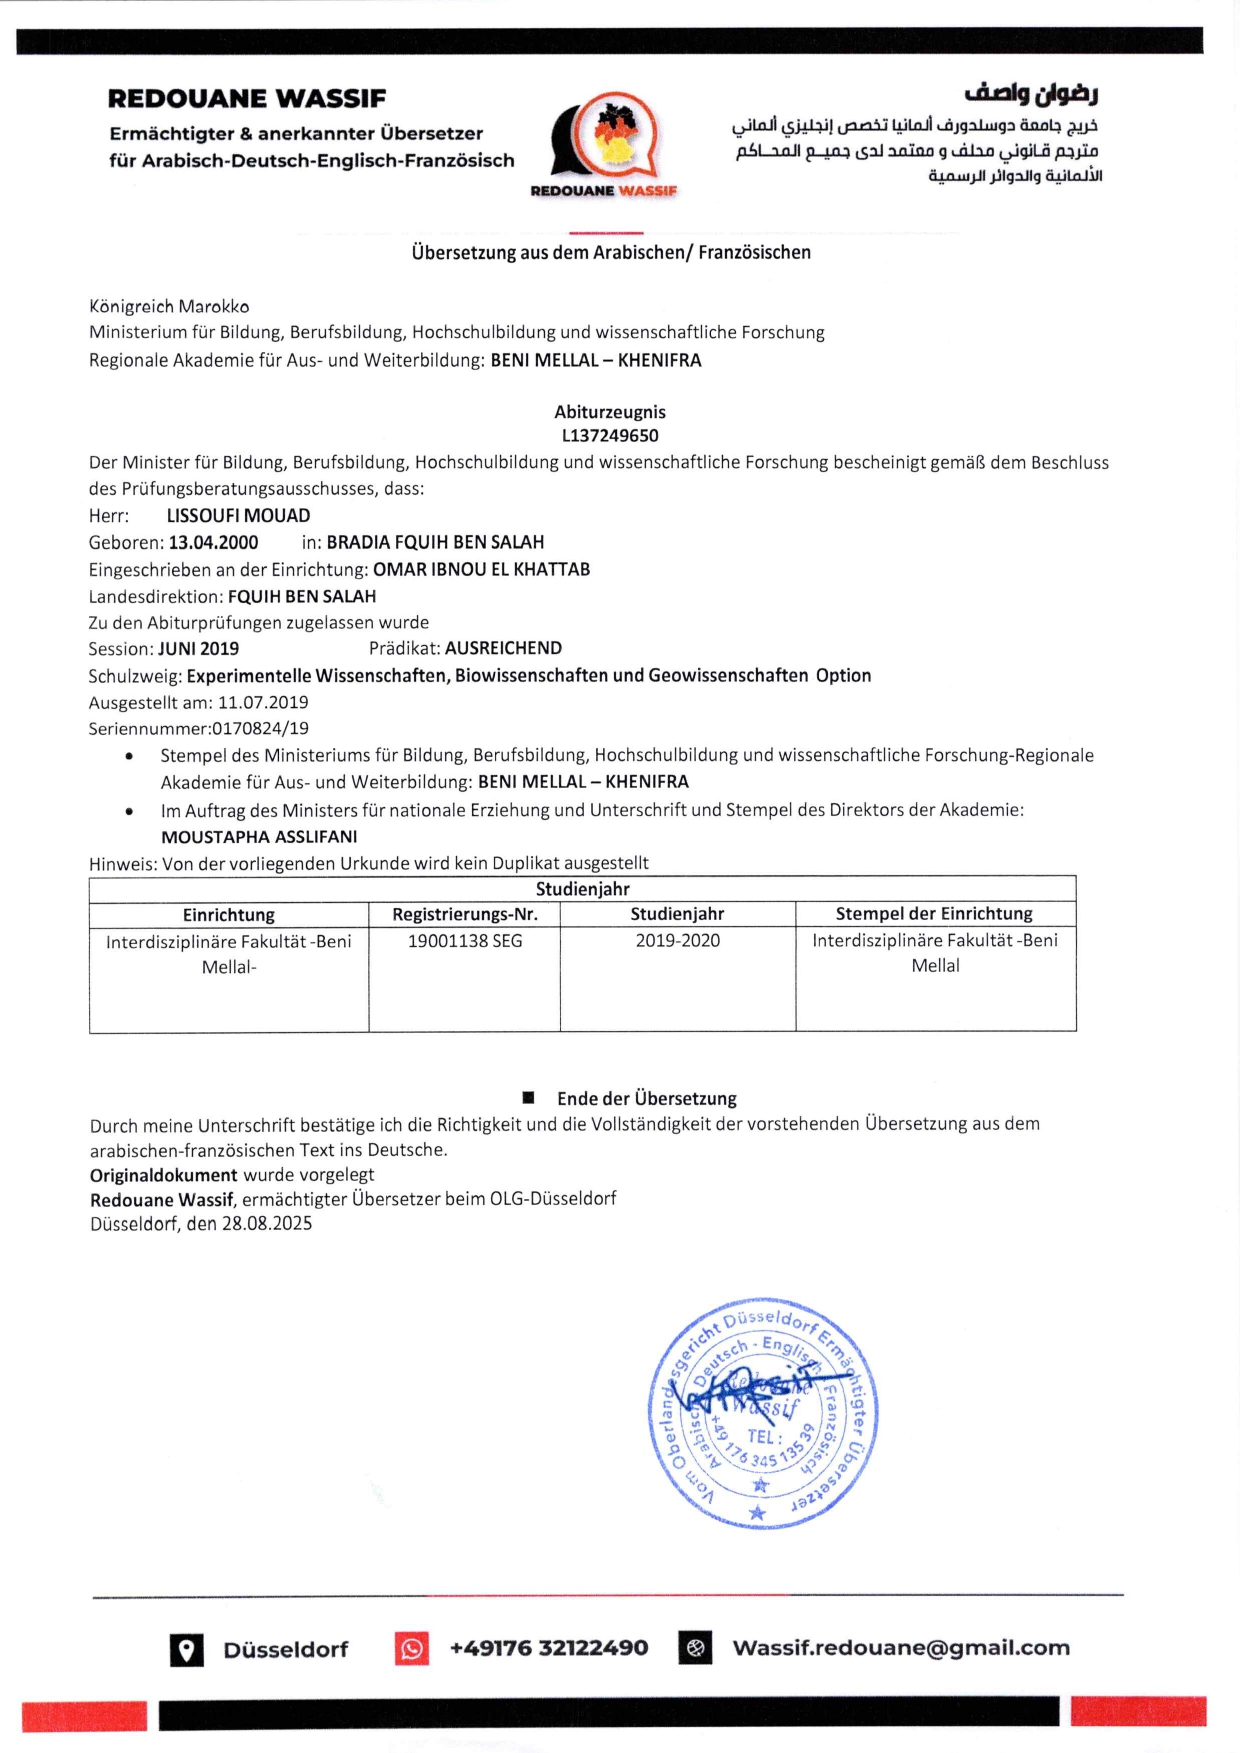 REDOUANE WASSIF
Ermächtigter & anerkannter Übersetzer
für Arabisch-Deutsch-Englisch-Französisch
REDOUANE WASSIF
رضوان واصف
خريج جامعة دوسلدورف ألمانيا تخصص إنجليزي ألماني
مترجم قانوني محلف و معتمد لدى جميع المحاكم
الألمانية والدوائر الرسمية
Übersetzung aus dem Arabischen/ Französischen
Königreich Marokko
Ministerium für Bildung, Berufsbildung, Hochschulbildung und wissenschaftliche Forschung
Regionale Akademie für Aus- und Weiterbildung: BENI MELLAL – KHENIFRA
Abiturzeugnis
L137249650
Der Minister für Bildung, Berufsbildung, Hochschulbildung und wissenschaftliche Forschung bescheinigt gemäß dem Beschluss
des Prüfungsberatungsausschusses, dass:
Herr: LISSOUFI MOUAD
Geboren: 13.04.2000 in: BRADIA FQUIH BEN SALAH
Eingeschrieben an der Einrichtung: OMAR IBNOU EL KHATTAB
Landesdirektion: FQUIH BEN SALAH
Zu den Abiturprüfungen zugelassen wurde
Session: JUNI 2019 Prädikat: AUSREICHEND
Schulzweig: Experimentelle Wissenschaften, Biowissenschaften und Geowissenschaften Option
Ausgestellt am: 11.07.2019
Seriennummer:0170824/19
• Stempel des Ministeriums für Bildung, Berufsbildung, Hochschulbildung und wissenschaftliche Forschung-Regionale
Akademie für Aus- und Weiterbildung: BENI MELLAL – KHENIFRA
• Im Auftrag des Ministers für nationale Erziehung und Unterschrift und Stempel des Direktors der Akademie:
MOUSTAPHA ASSLIFANI
Hinweis: Von der vorliegenden Urkunde wird kein Duplikat ausgestellt
Studienjahr
Einrichtung Registrierungs-Nr. Studienjahr Stempel der Einrichtung
Interdisziplinäre Fakultät -Beni 19001138 SEG 2019-2020 Interdisziplinäre Fakultät -Beni
Mellal- Mellal
■ Ende der Übersetzung
Durch meine Unterschrift bestätige ich die Richtigkeit und die Vollständigkeit der vorstehenden Übersetzung aus dem
arabischen-französischen Text ins Deutsche.
Originaldokument wurde vorgelegt
Redouane Wassif, ermächtigter Übersetzer beim OLG-Düsseldorf
Düsseldorf, den 28.08.2025
Vom Oberlandesgericht Düsseldorf Ermächtigter Übersetzer
Arabisch - Deutsch - Englisch - Französisch
Redouane
Wassif
TEL :
+49 176 345 135 39
Düsseldorf +49176 32122490 Wassif.redouane@gmail.com